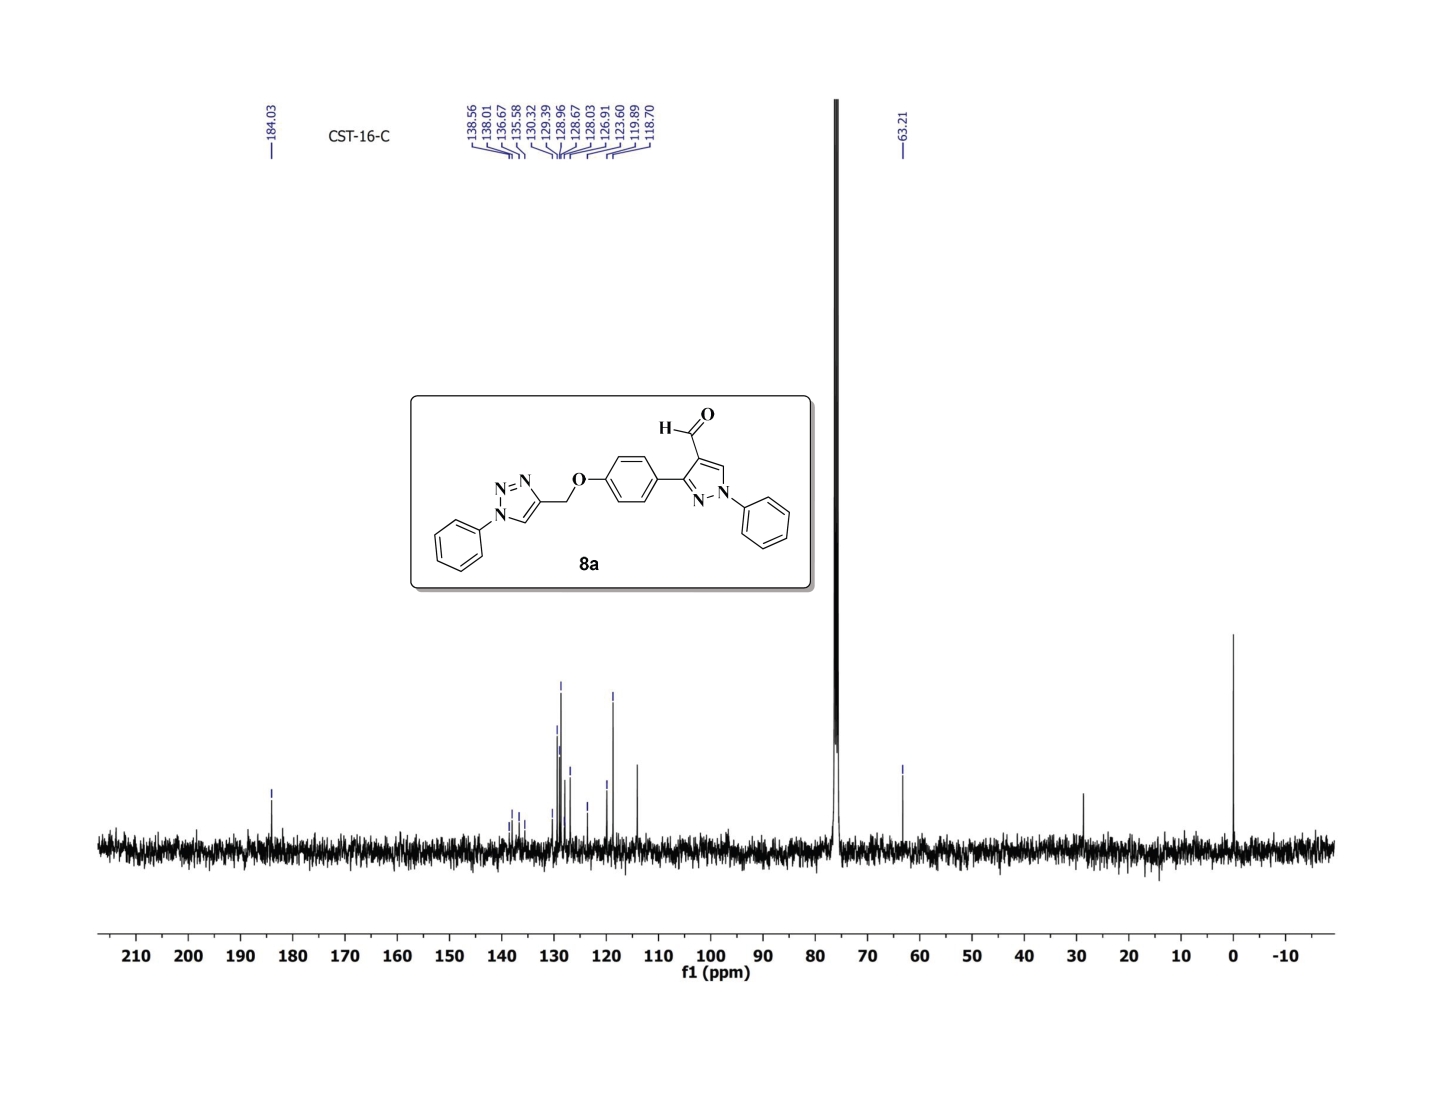 184.03
CST-16-C
138.56
138.01
136.67
135.58
130.32
129.39
128.96
128.67
128.03
126.91
123.60
119.89
118.70
63.21
H
O
O
N
N
N
N
N
8a
210 200 190 180 170 160 150 140 130 120 110 100 90 80 70 60 50 40 30 20 10 0 -10
f1 (ppm)